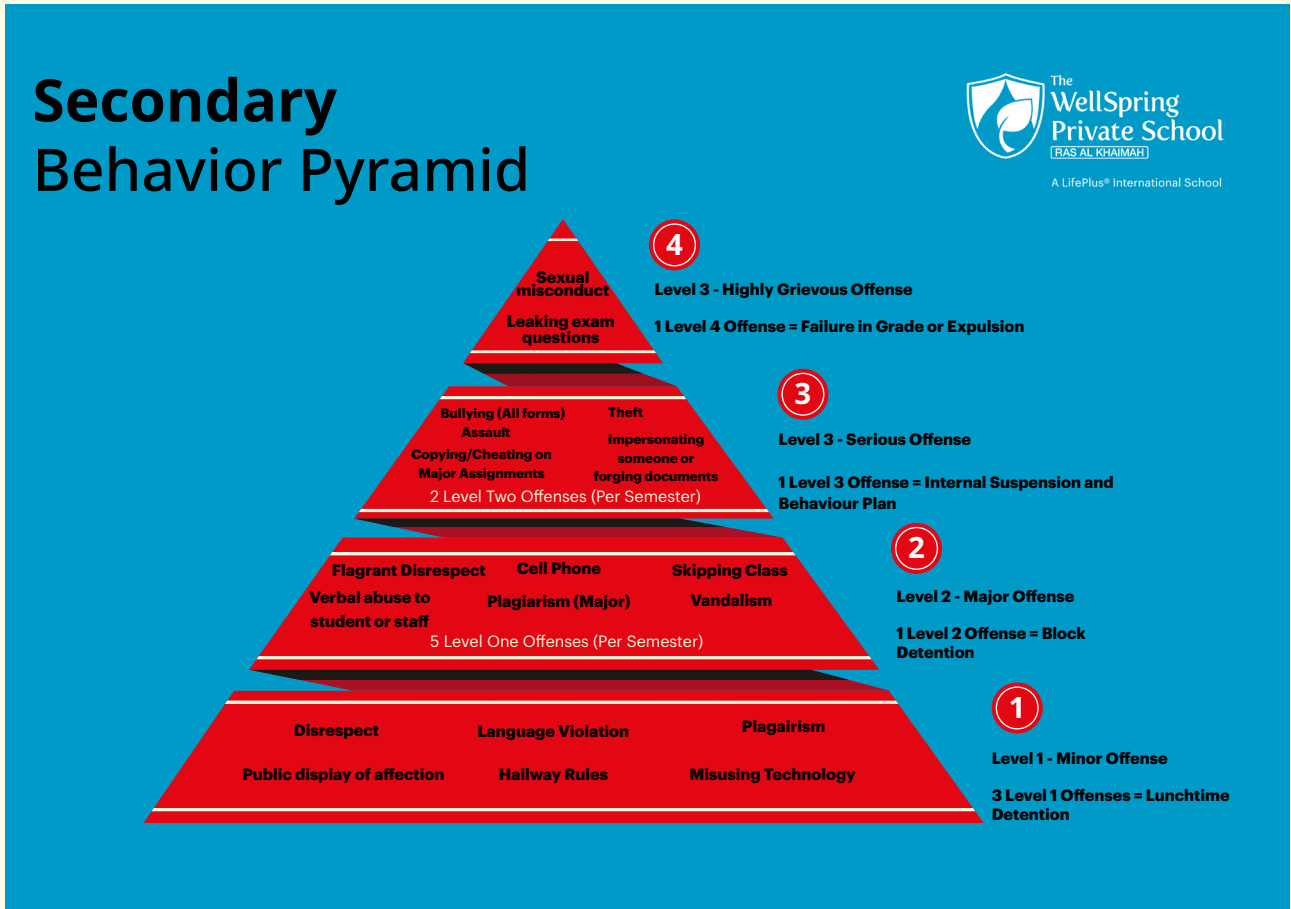 Secondary
Behavior Pyramid
The
WellSpring
Private School
RAS AL KHAIMAH
A LifePlus® International School
4
Sexual
misconduct
Leaking exam
questions
Level 3 - Highly Grievous Offense
1 Level 4 Offense = Failure in Grade or Expulsion
3
Bullying (All forms)
Assault
Copying/Cheating on
Major Assignments
Theft
Impersonating
someone or
forging documents
2 Level Two Offenses (Per Semester)
Level 3 - Serious Offense
1 Level 3 Offense = Internal Suspension and
Behaviour Plan
2
Flagrant Disrespect
Verbal abuse to
student or staff
Cell Phone
Plagiarism (Major)
Skipping Class
Vandalism
5 Level One Offenses (Per Semester)
Level 2 - Major Offense
1 Level 2 Offense = Block
Detention
1
Disrespect
Language Violation
Plagairism
Public display of affection
Hallway Rules
Misusing Technology
Level 1 - Minor Offense
3 Level 1 Offenses = Lunchtime
Detention